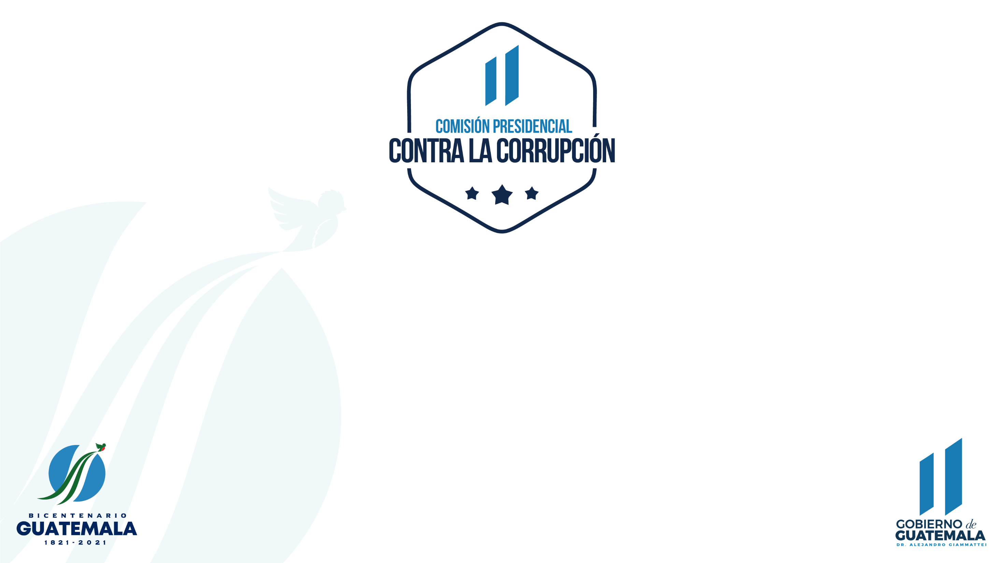 COMISIÓN PRESIDENCIAL
CONTRA LA CORRUPCIÓN
BICENTENARIO
GUATEMALA
1821-2021
GOBIERNO de
GUATEMALA
DR. ALEJANDRO GIAMMATTEI